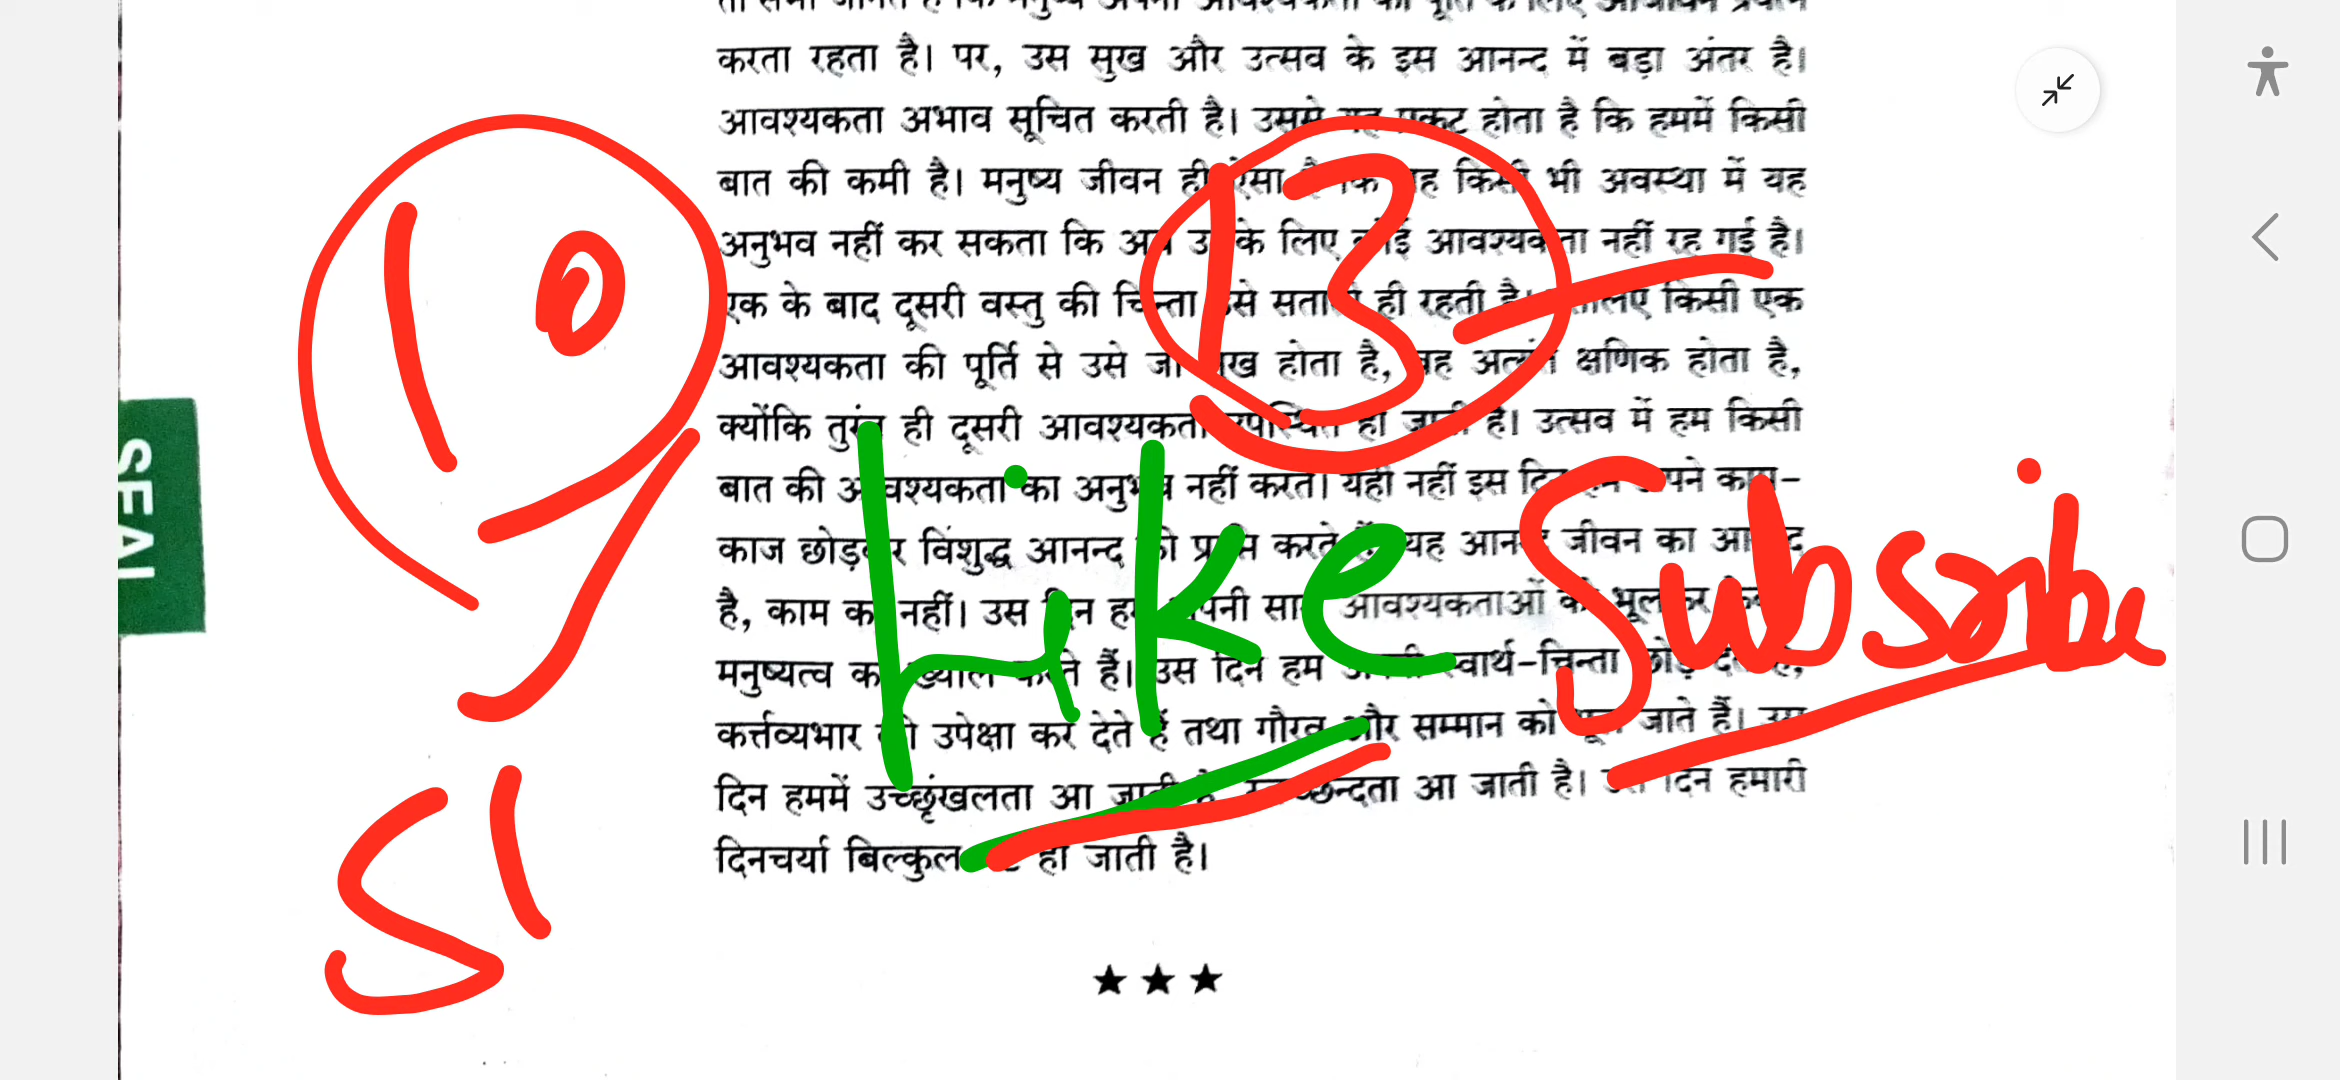 करता रहता है। पर, उस सुख और उत्सव के इस आनन्द में बड़ा अंतर है।
आवश्यकता अभाव सूचित करती है। उससे यह प्रकट होता है कि हममें किसी
बात की कमी है। मनुष्य जीवन ही ऐसा है कि वह किसी भी अवस्था में यह
अनुभव नहीं कर सकता कि अब उसके लिए कोई आवश्यकता नहीं रह गई है।
एक के बाद दूसरी वस्तु की चिन्ता उसे सताती ही रहती है। इसलिए किसी एक
आवश्यकता की पूर्ति से उसे जो सुख होता है, वह अत्यंत क्षणिक होता है,
क्योंकि तुरंत ही दूसरी आवश्यकता उपस्थित हो जाती है। उत्सव में हम किसी
बात की आवश्यकता का अनुभव नहीं करते। यही नहीं इस दिन हम अपने काम-
काज छोड़कर विशुद्ध आनन्द की प्राप्ति करते हैं। यह आनन्द जीवन का आनन्द
है, काम का नहीं। उस दिन हम अपनी सारी आवश्यकताओं को भूलकर केवल
मनुष्यत्व का ख्याल करते हैं। उस दिन हम अपनी स्वार्थ-चिन्ता छोड़ देते हैं,
कर्त्तव्यभार की उपेक्षा कर देते हैं तथा गौरव और सम्मान को भूल जाते हैं। उस
दिन हममें उच्छृंखलता आ जाती है, स्वच्छन्दता आ जाती है। उस दिन हमारी
दिनचर्या बिल्कुल हो जाती है।
★ ★ ★
SEAL
10
13
Like
Subscribe
51